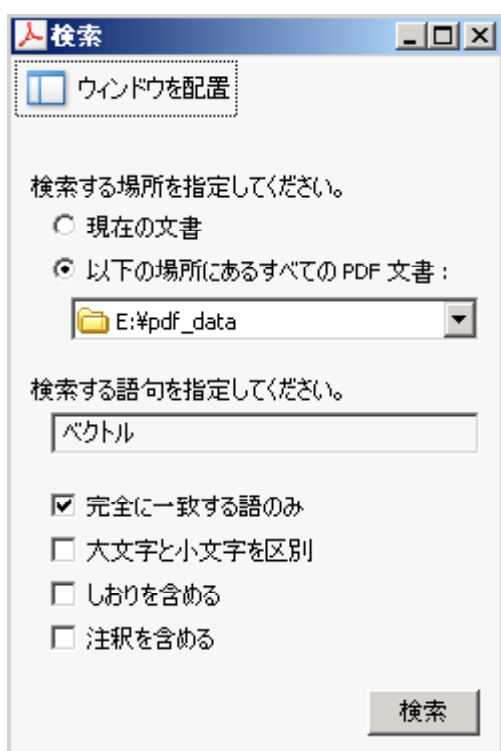 検索
ウィンドウを配置
検索する場所を指定してください。
現在の文書
以下の場所にあるすべての PDF 文書 :
E:¥pdf_data
検索する語句を指定してください。
ベクトル
完全に一致する語のみ
大文字と小文字を区別
しおりを含める
注釈を含める
検索